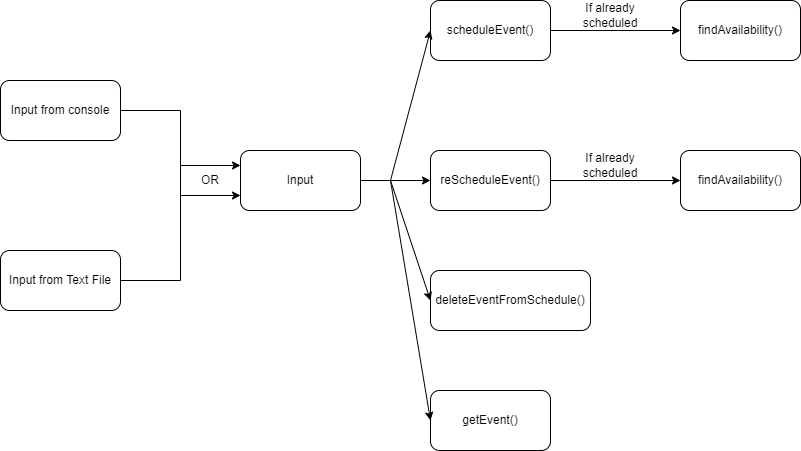 scheduleEvent()
If already
scheduled
findAvailability()
Input from console
OR
Input
reScheduleEvent()
If already
scheduled
findAvailability()
Input from Text File
deleteEventFromSchedule()
getEvent()